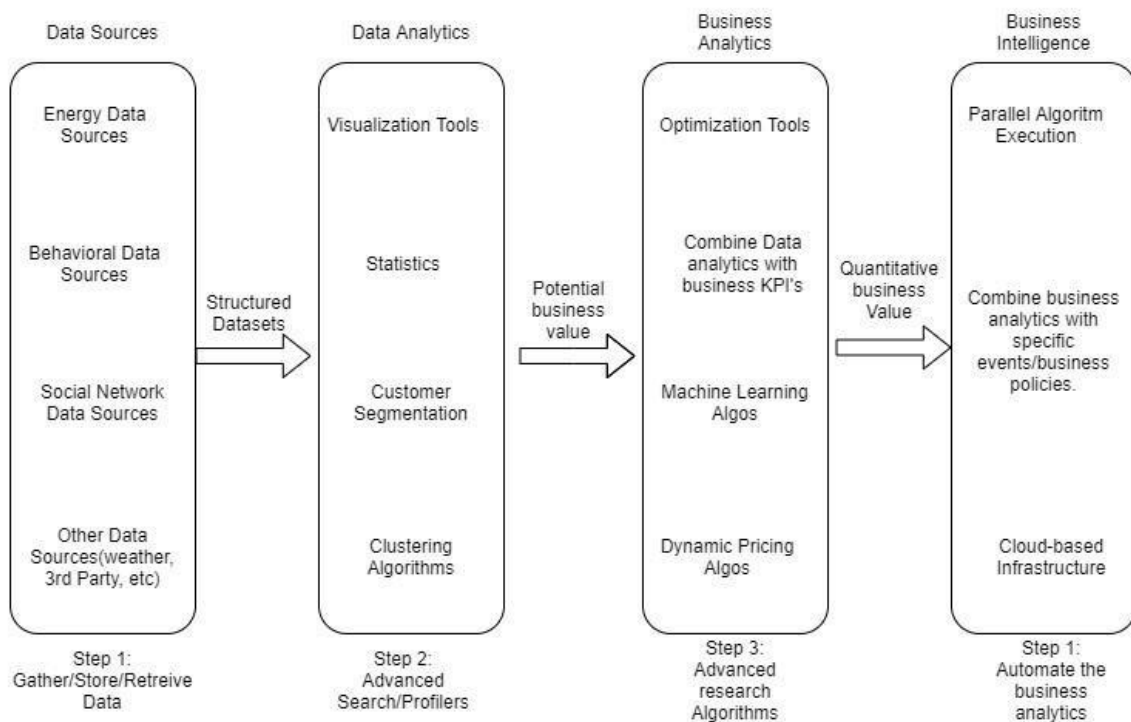 Data Sources
Energy Data
Sources
Behavioral Data
Sources
Social Network
Data Sources
Other Data
Sources(weather,
3rd Party, etc)
Step 1:
Gather/Store/Retreive
Data
Structured
Datasets
Data Analytics
Visualization Tools
Statistics
Customer
Segmentation
Clustering
Algorithms
Step 2:
Advanced
Search/Profilers
Potential
business
value
Business
Analytics
Optimization Tools
Combine Data
analytics with
business KPI's
Machine Learning
Algos
Dynamic Pricing
Algos
Step 3:
Advanced
research
Algorithms
Quantitative
business
Value
Business
Intelligence
Parallel Algoritm
Execution
Combine business
analytics with
specific
events/business
policies.
Cloud-based
Infrastructure
Step 1:
Automate the
business
analytics